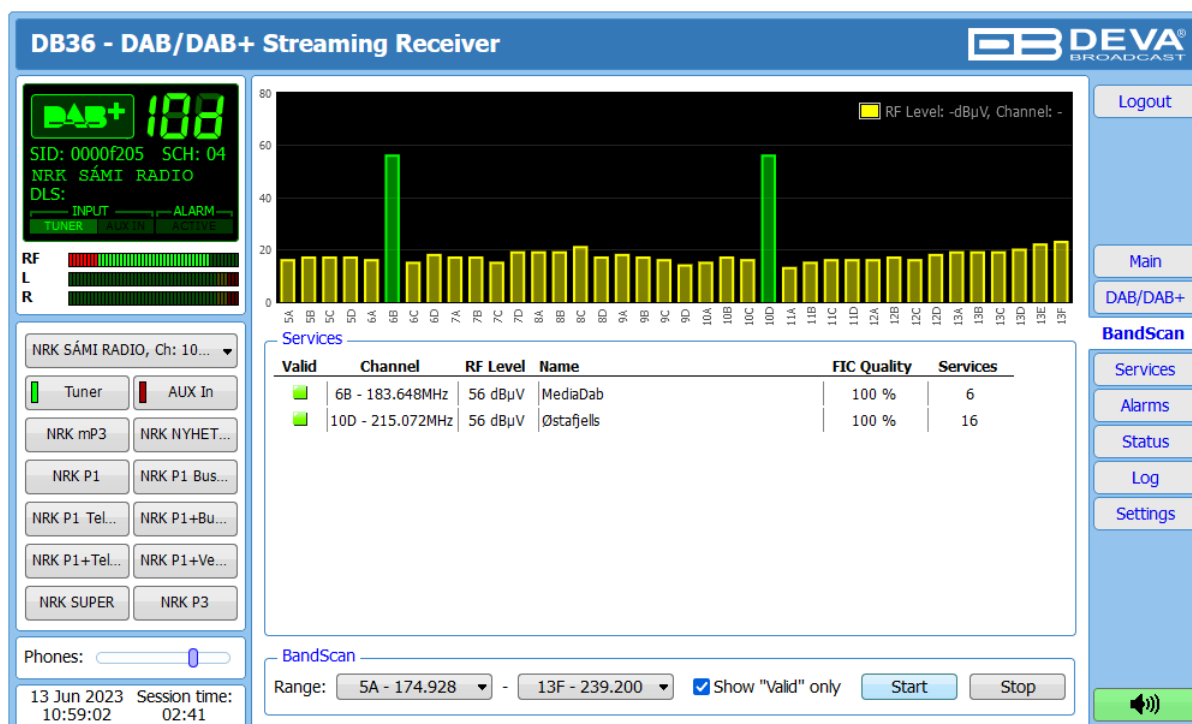 DB36 - DAB/DAB+ Streaming Receiver
DB DEVA®
BROADCAST
DAB+ 10d
SID: 0000f205 SCH: 04
NRK SÁMI RADIO
DLS:
INPUT ALARM
TUNER AUX IN ACTIVE
RF
L
R
NRK SÁMI RADIO, Ch: 10...
Tuner AUX In
NRK mP3 NRK NYHET...
NRK P1 NRK P1 Bus...
NRK P1 Tel... NRK P1+Bu...
NRK P1+Tel... NRK P1+Ve...
NRK SUPER NRK P3
Phones:
13 Jun 2023 Session time:
10:59:02 02:41
RF Level: -dBµV, Channel: -
80
60
40
20
0
5A 5B 5C 5D 6A 6B 6C 6D 7A 7B 7C 7D 8A 8B 8C 8D 9A 9B 9C 9D 10A 10B 10C 10D 11A 11B 11C 11D 12A 12B 12C 12D 13A 13B 13C 13D 13E 13F
Services
Valid Channel RF Level Name FIC Quality Services
6B - 183.648MHz 56 dBµV MediaDab 100 % 6
10D - 215.072MHz 56 dBµV Østafjells 100 % 16
BandScan
Range: 5A - 174.928 - 13F - 239.200 Show "Valid" only Start Stop
Logout
Main
DAB/DAB+
BandScan
Services
Alarms
Status
Log
Settings